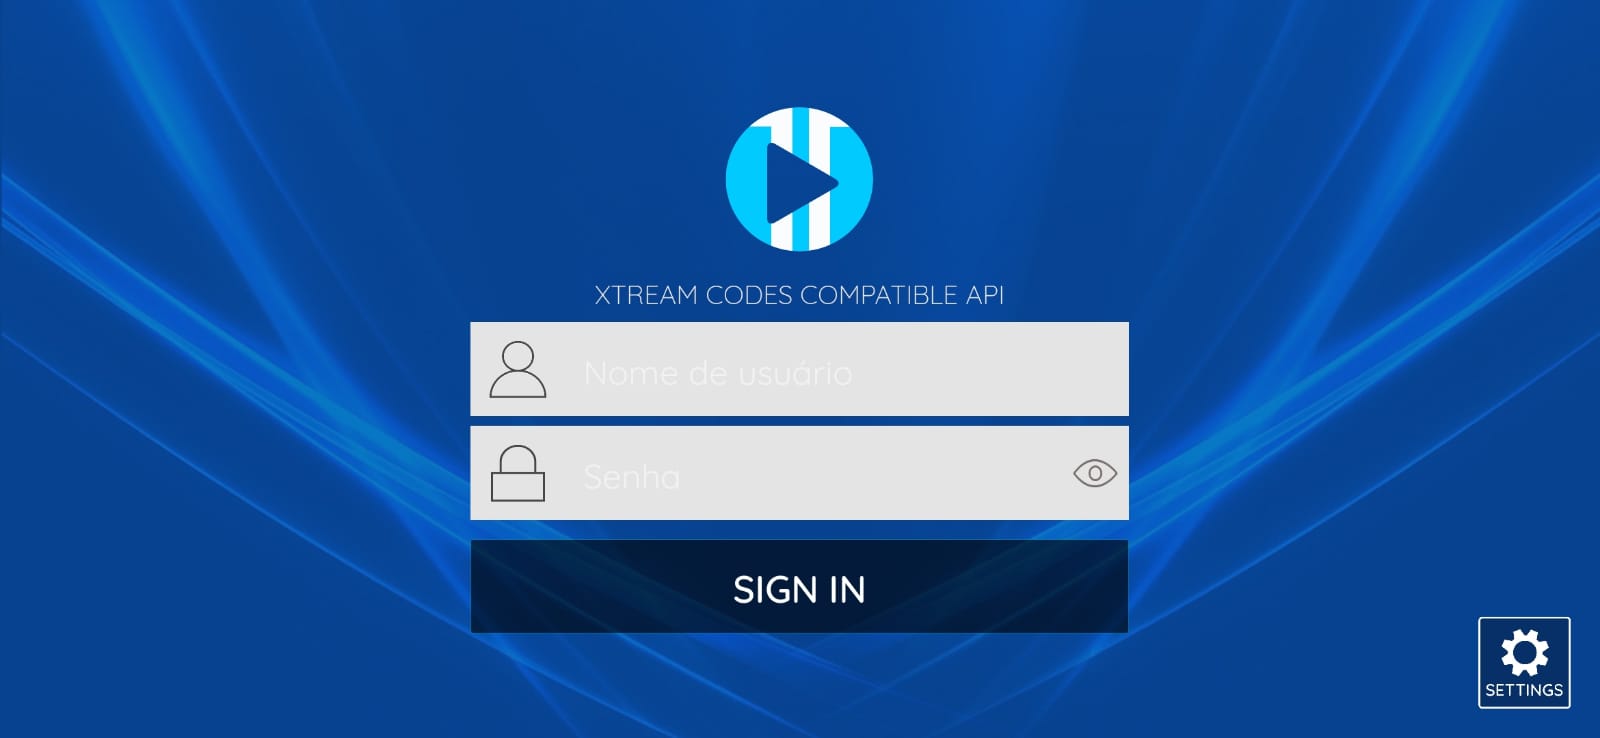 XTREAM CODES COMPATIBLE API
Nome de usuário
Senha
SIGN IN
SETTINGS